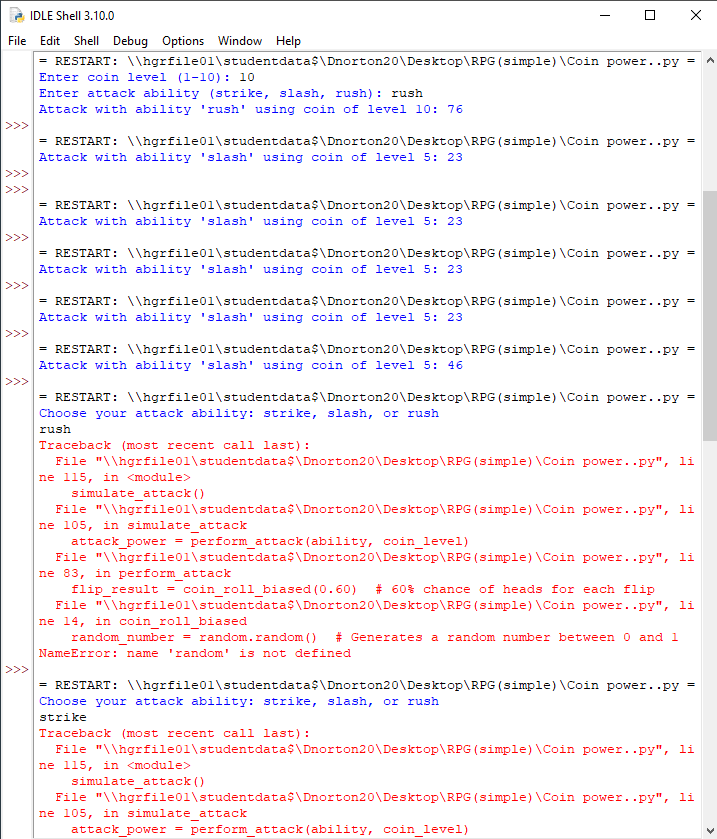 IDLE Shell 3.10.0
File Edit Shell Debug Options Window Help
= RESTART: \\hgrfile01\studentdata$\Dnorton20\Desktop\RPG(simple)\Coin power..py =
Enter coin level (1-10): 10
Enter attack ability (strike, slash, rush): rush
Attack with ability 'rush' using coin of level 10: 76
>>>
= RESTART: \\hgrfile01\studentdata$\Dnorton20\Desktop\RPG(simple)\Coin power..py =
Attack with ability 'slash' using coin of level 5: 23
>>>
>>>
= RESTART: \\hgrfile01\studentdata$\Dnorton20\Desktop\RPG(simple)\Coin power..py =
Attack with ability 'slash' using coin of level 5: 23
>>>
= RESTART: \\hgrfile01\studentdata$\Dnorton20\Desktop\RPG(simple)\Coin power..py =
Attack with ability 'slash' using coin of level 5: 23
>>>
= RESTART: \\hgrfile01\studentdata$\Dnorton20\Desktop\RPG(simple)\Coin power..py =
Attack with ability 'slash' using coin of level 5: 23
>>>
= RESTART: \\hgrfile01\studentdata$\Dnorton20\Desktop\RPG(simple)\Coin power..py =
Attack with ability 'slash' using coin of level 5: 46
>>>
= RESTART: \\hgrfile01\studentdata$\Dnorton20\Desktop\RPG(simple)\Coin power..py =
Choose your attack ability: strike, slash, or rush
rush
Traceback (most recent call last):
  File "\\hgrfile01\studentdata$\Dnorton20\Desktop\RPG(simple)\Coin power..py", li
ne 115, in <module>
    simulate_attack()
  File "\\hgrfile01\studentdata$\Dnorton20\Desktop\RPG(simple)\Coin power..py", li
ne 105, in simulate_attack
    attack_power = perform_attack(ability, coin_level)
  File "\\hgrfile01\studentdata$\Dnorton20\Desktop\RPG(simple)\Coin power..py", li
ne 83, in perform_attack
    flip_result = coin_roll_biased(0.60)  # 60% chance of heads for each flip
  File "\\hgrfile01\studentdata$\Dnorton20\Desktop\RPG(simple)\Coin power..py", li
ne 14, in coin_roll_biased
    random_number = random.random()  # Generates a random number between 0 and 1
NameError: name 'random' is not defined
>>>
= RESTART: \\hgrfile01\studentdata$\Dnorton20\Desktop\RPG(simple)\Coin power..py =
Choose your attack ability: strike, slash, or rush
strike
Traceback (most recent call last):
  File "\\hgrfile01\studentdata$\Dnorton20\Desktop\RPG(simple)\Coin power..py", li
ne 115, in <module>
    simulate_attack()
  File "\\hgrfile01\studentdata$\Dnorton20\Desktop\RPG(simple)\Coin power..py", li
ne 105, in simulate_attack
    attack_power = perform_attack(ability, coin_level)